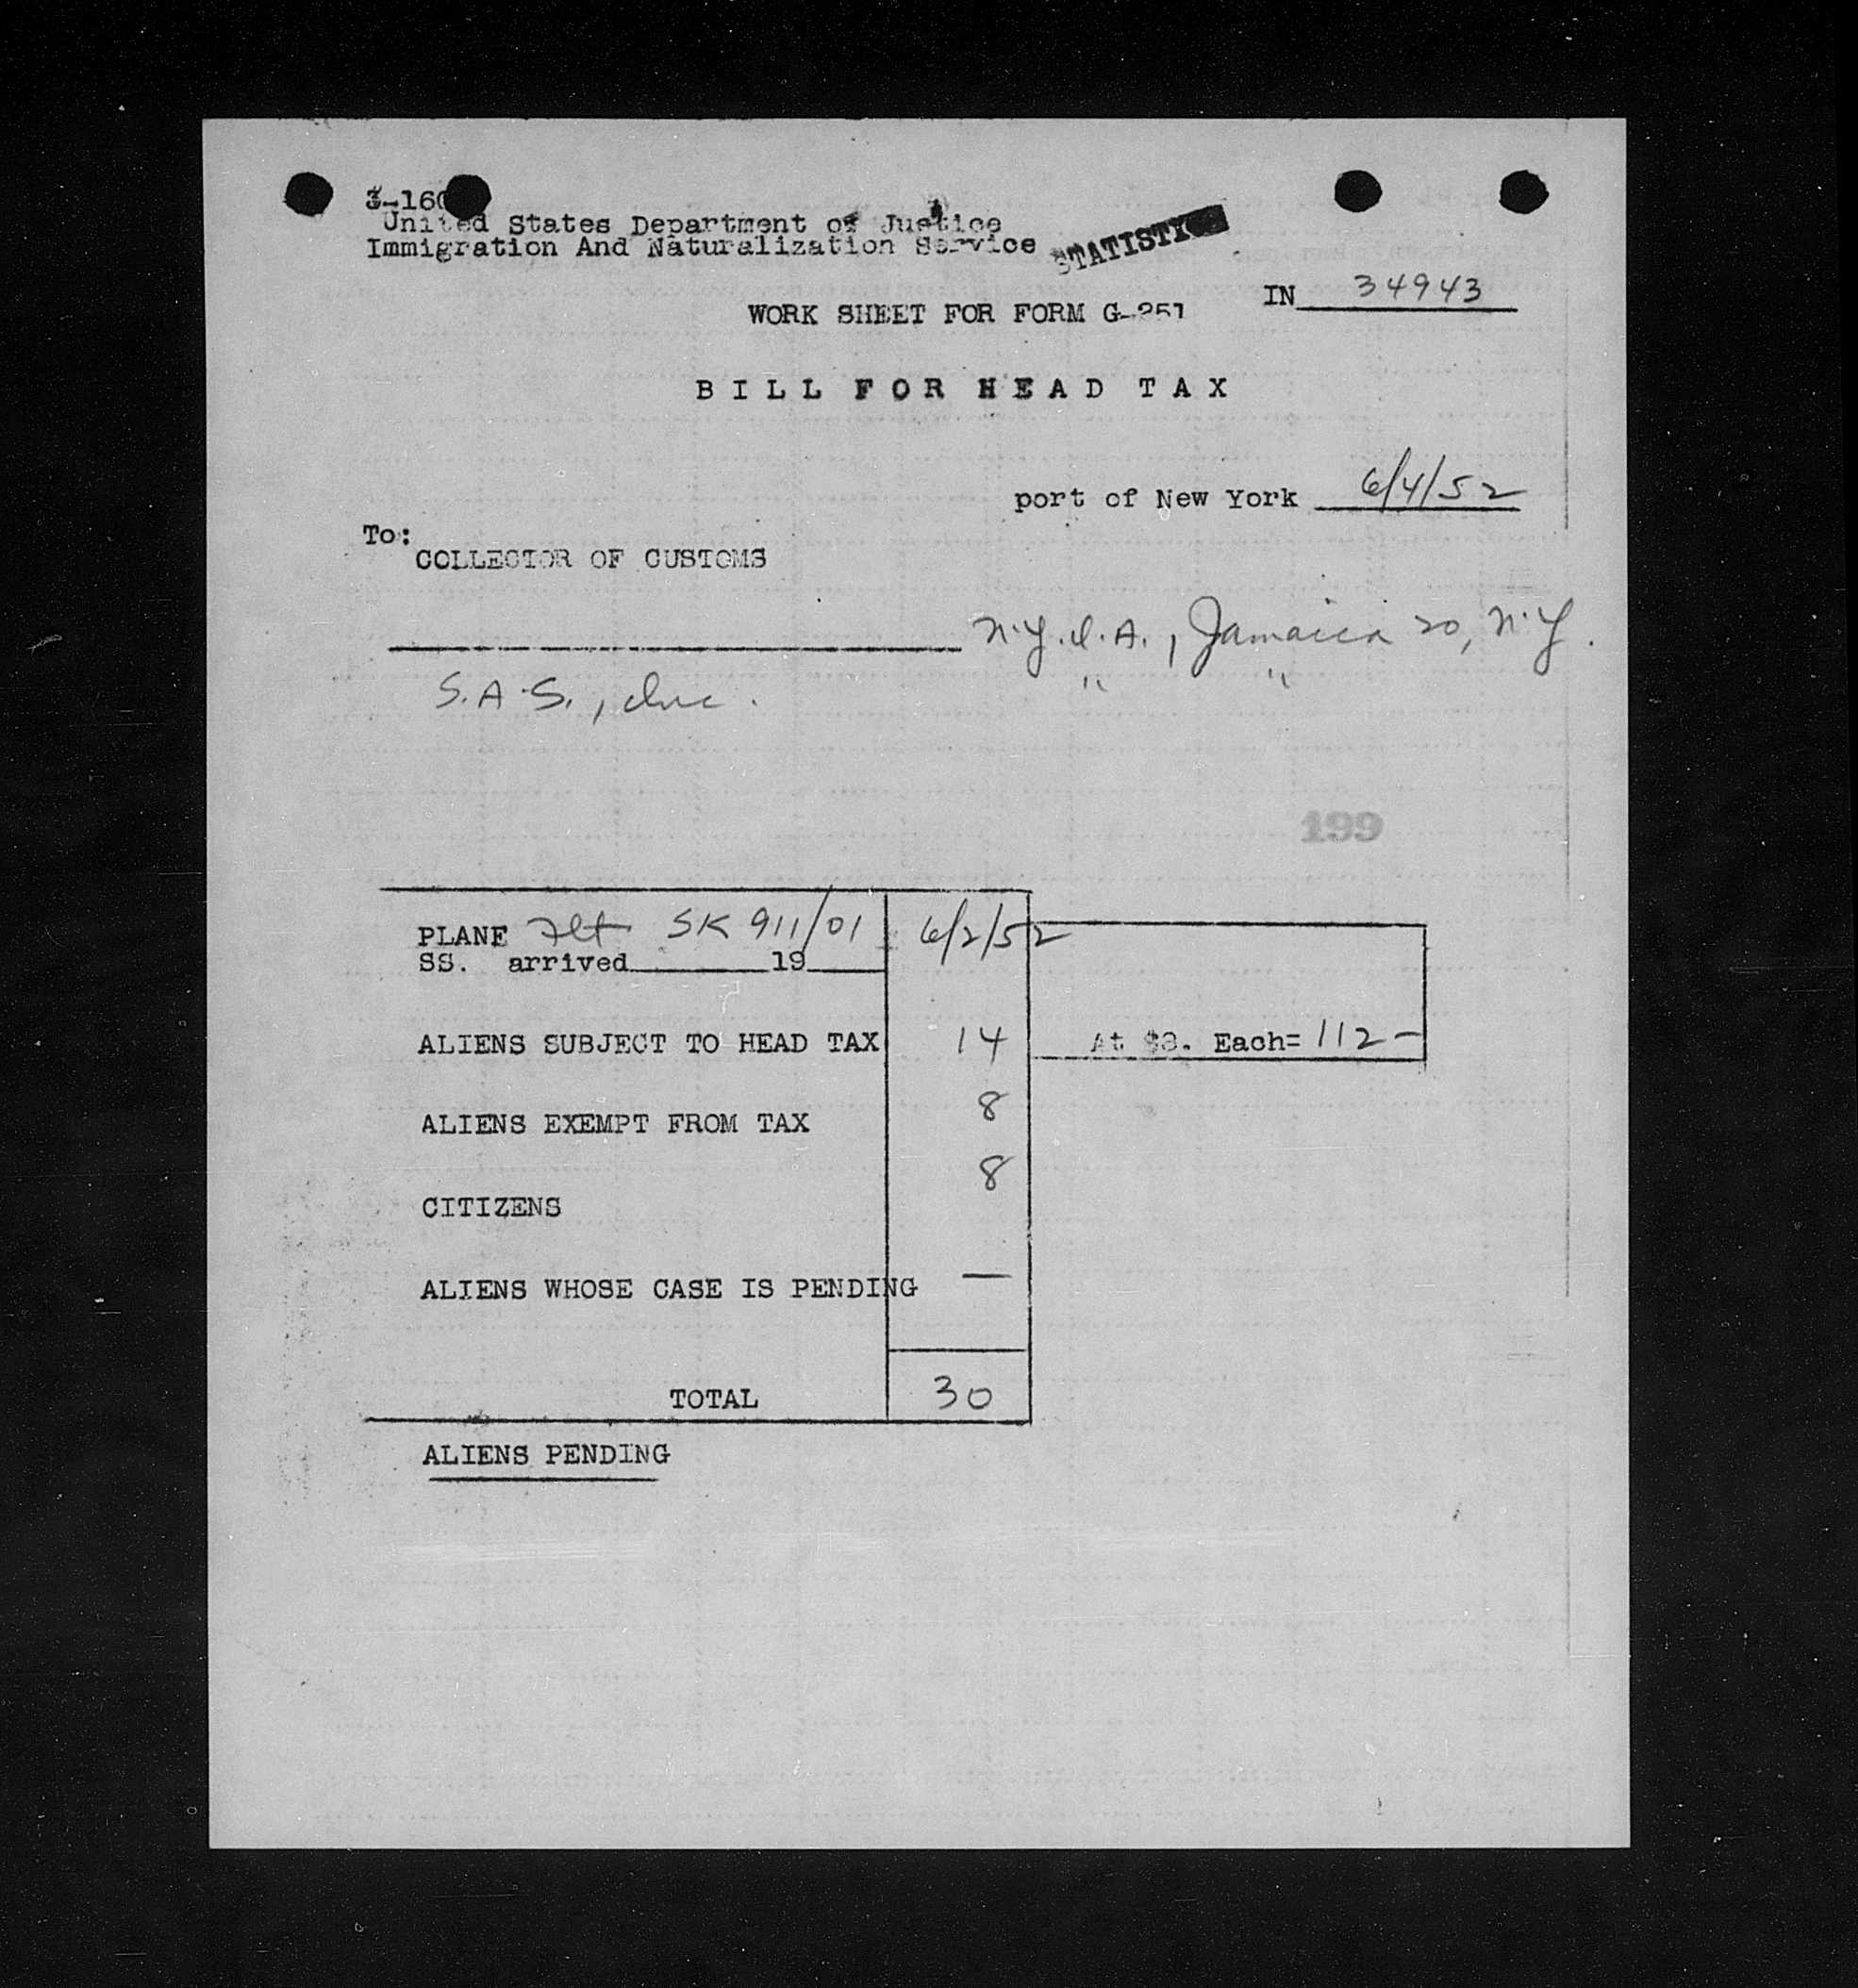 3-160
United States Department of Justice
Immigration And Naturalization Service
STATISTICS
IN 34943
WORK SHEET FOR FORM G-251
BILL FOR HEAD TAX
port of New York 6/4/52
To:
COLLECTOR OF CUSTOMS
N.Y.I.A., Jamaica 20, N.Y.
S.A.S., Inc. " "
199
PLANE Flt SK 911/01 6/2/52
SS. arrived 19
ALIENS SUBJECT TO HEAD TAX 14 At $8. Each= 112-
ALIENS EXEMPT FROM TAX 8
CITIZENS 8
ALIENS WHOSE CASE IS PENDING —
TOTAL 30
ALIENS PENDING